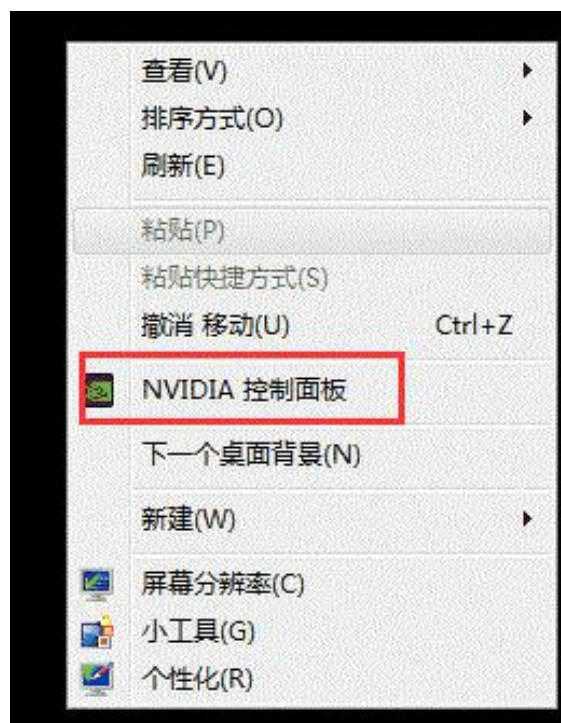 查看(V)
排序方式(O)
刷新(E)
粘贴(P)
粘贴快捷方式(S)
撤消 移动(U) Ctrl+Z
NVIDIA 控制面板
下一个桌面背景(N)
新建(W)
屏幕分辨率(C)
小工具(G)
个性化(R)